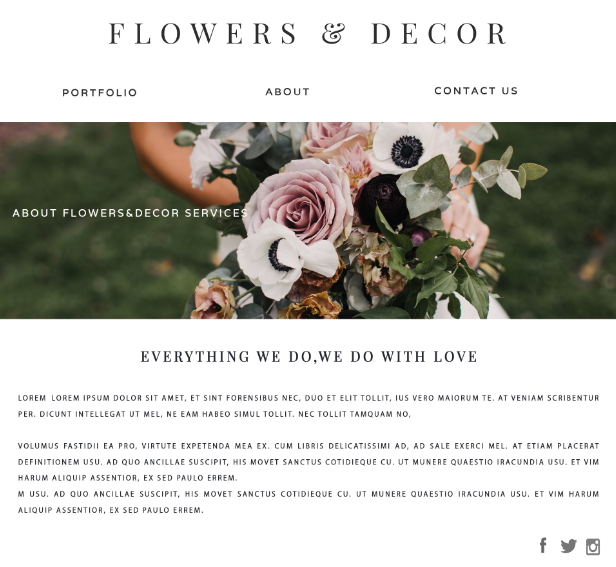 FLOWERS & DECOR
PORTFOLIO
ABOUT
CONTACT US
ABOUT FLOWERS&DECOR SERVICES
EVERYTHING WE DO,WE DO WITH LOVE
LOREM LOREM IPSUM DOLOR SIT AMET, ET SINT FORENSIBUS NEC, DUO ET ELIT TOLLIT, IUS VERO MAIORUM TE. AT VENIAM SCRIBENTUR
PER. DICUNT INTELLEGAT UT MEL, NE EAM HABEO SIMUL TOLLIT. NEC TOLLIT TAMQUAM NO,
VOLUMUS FASTIDII EA PRO, VIRTUTE EXPETENDA MEA EX. CUM LIBRIS DELICATISSIMI AD, AD SALE EXERCI MEL. AT ETIAM PLACERAT
DEFINITIONEM USU. AD QUO ANCILLAE SUSCIPIT, HIS MOVET SANCTUS COTIDIEQUE CU. UT MUNERE QUAESTIO IRACUNDIA USU. ET VIM
HARUM ALIQUIP ASSENTIOR, EX SED PAULO ERREM.
M USU. AD QUO ANCILLAE SUSCIPIT, HIS MOVET SANCTUS COTIDIEQUE CU. UT MUNERE QUAESTIO IRACUNDIA USU. ET VIM HARUM
ALIQUIP ASSENTIOR, EX SED PAULO ERREM.